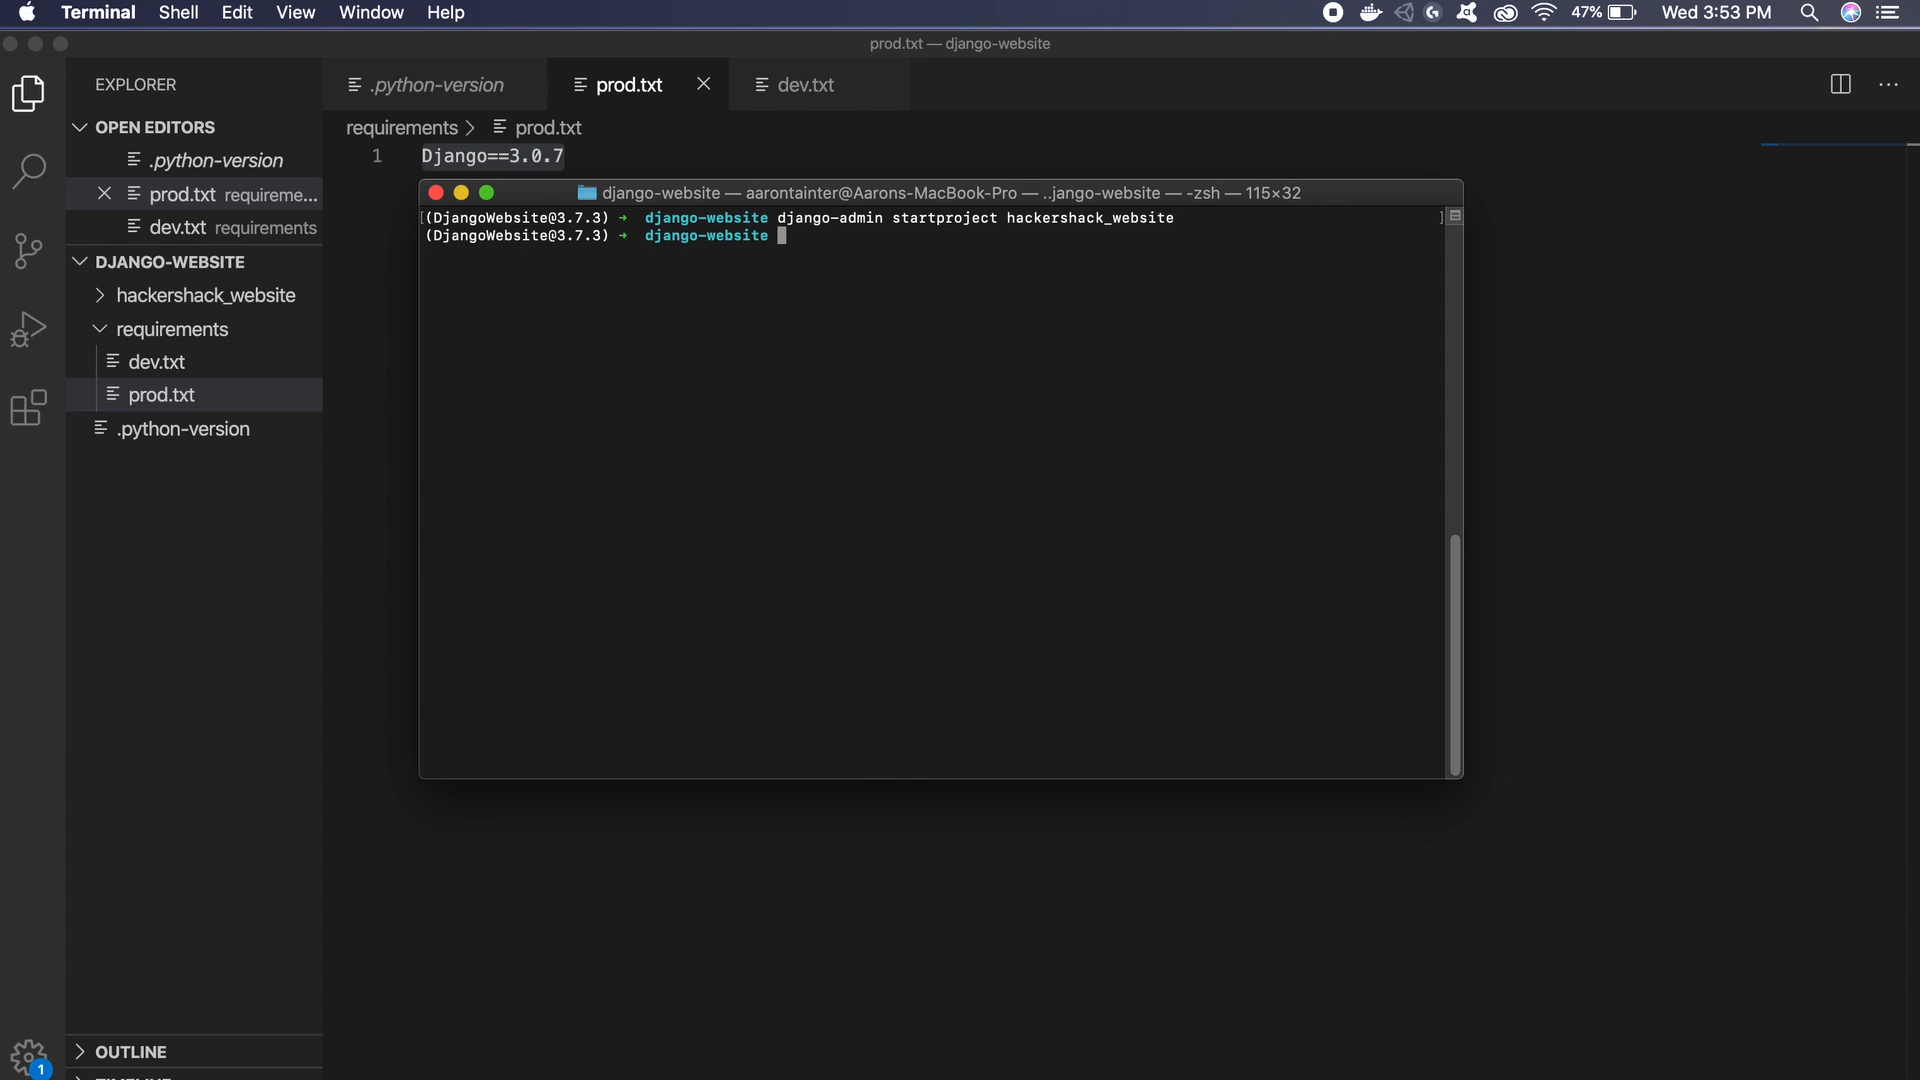 Terminal Shell Edit View Window Help 47% Wed 3:53 PM
prod.txt — django-website
EXPLORER
.python-version prod.txt dev.txt
OPEN EDITORS
requirements > prod.txt
.python-version
1 Django==3.0.7
prod.txt requireme...
dev.txt requirements
django-website — aarontainter@Aarons-MacBook-Pro — ..jango-website — -zsh — 115×32
[(DjangoWebsite@3.7.3) → django-website django-admin startproject hackershack_website ]
(DjangoWebsite@3.7.3) → django-website
DJANGO-WEBSITE
hackershack_website
requirements
dev.txt
prod.txt
.python-version
OUTLINE
1